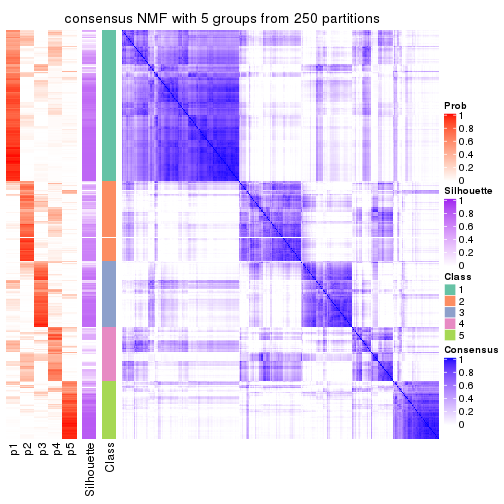 consensus NMF with 5 groups from 250 partitions
Prob
1
0.8
0.6
0.4
0.2
0
Silhouette
1
0.8
0.6
0.4
0.2
0
Class
1
2
3
4
5
Consensus
1
0.8
0.6
0.4
0.2
0
p1
p2
p3
p4
p5
Silhouette
Class